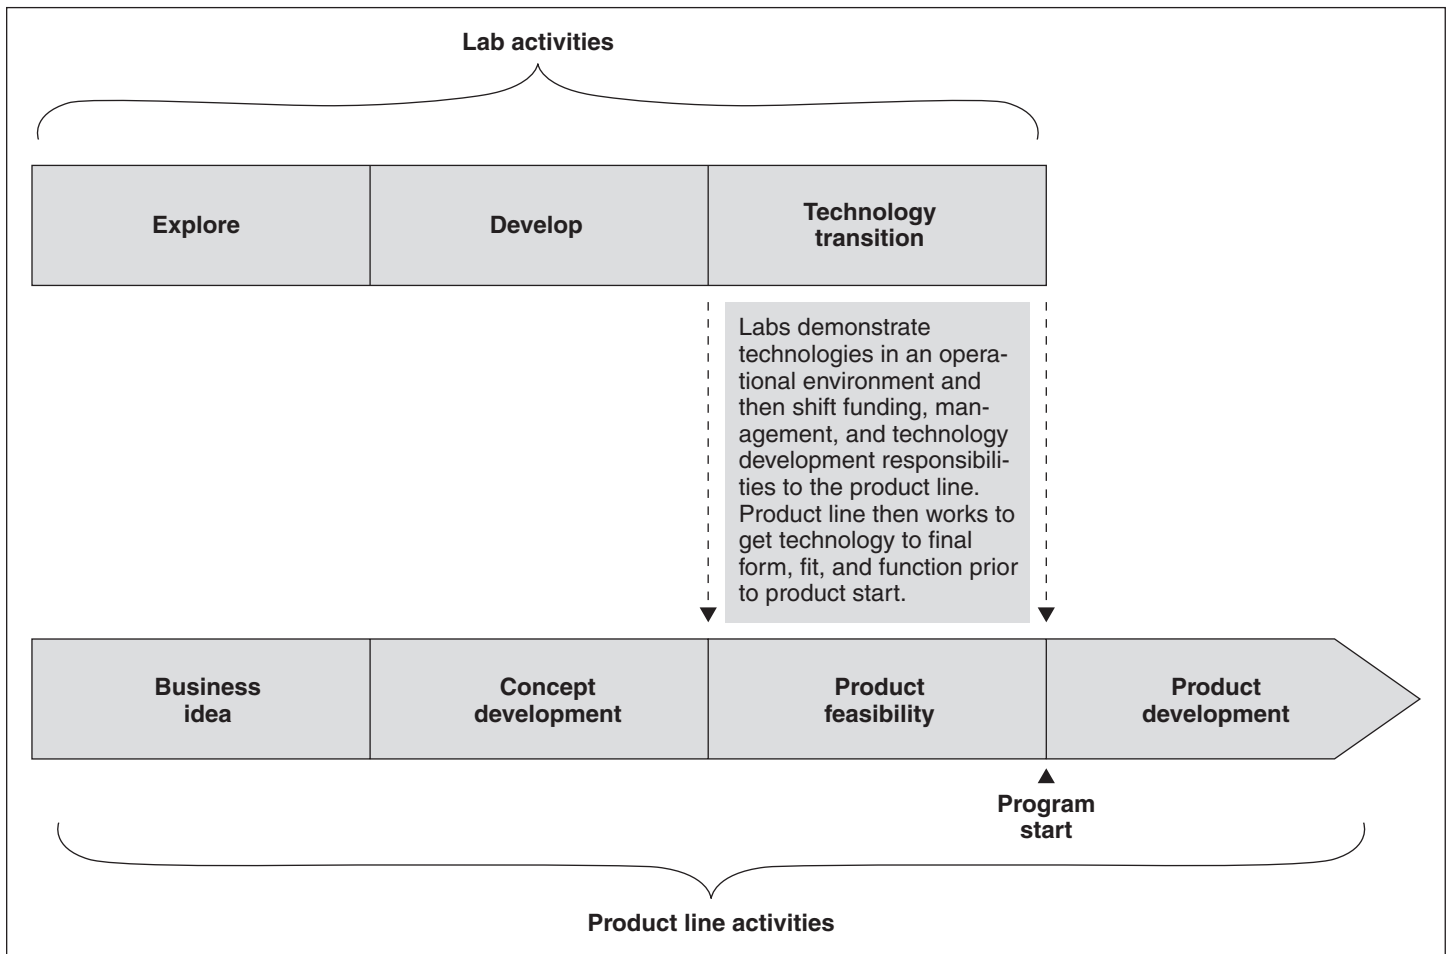 Lab activities
Explore
Develop
Technology
transition
Labs demonstrate
technologies in an opera-
tional environment and
then shift funding, man-
agement, and technology
development responsibili-
ties to the product line.
Product line then works to
get technology to final
form, fit, and function prior
to product start.
Business
idea
Concept
development
Product
feasibility
Product
development
Program
start
Product line activities